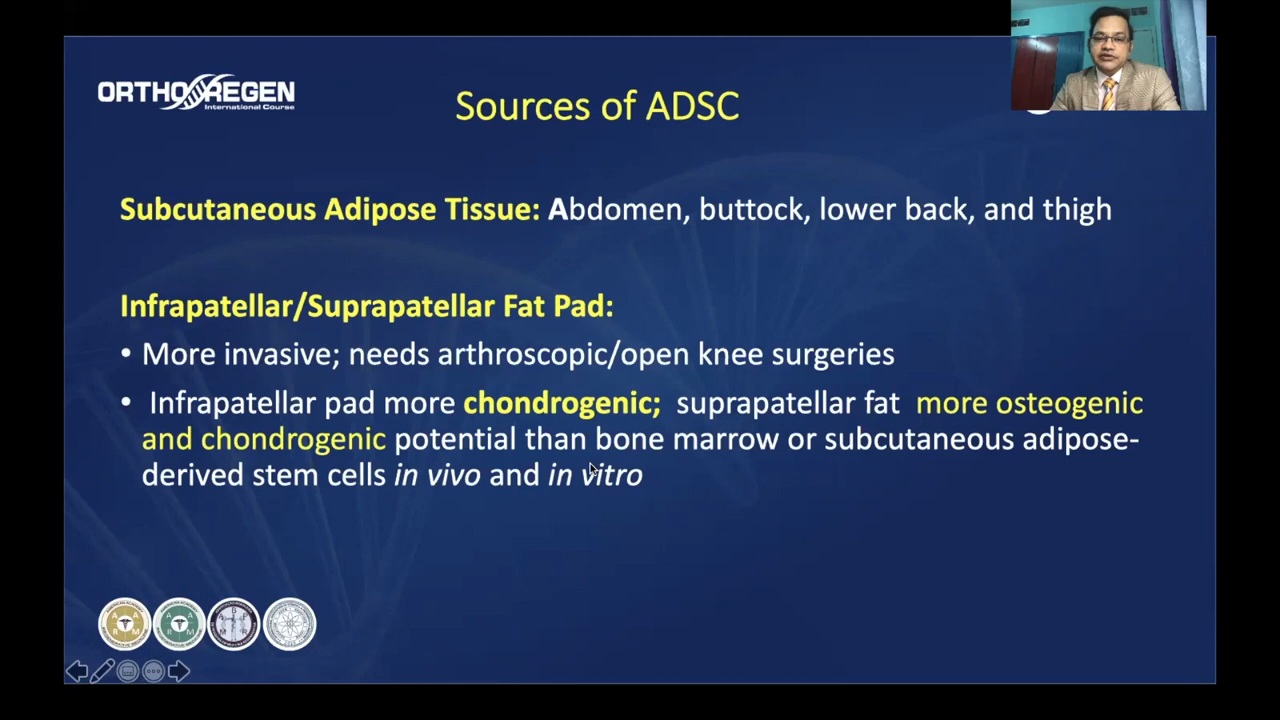 ORTHO REGEN
International Course
Sources of ADSC
Subcutaneous Adipose Tissue: Abdomen, buttock, lower back, and thigh
Infrapatellar/Suprapatellar Fat Pad:
• More invasive; needs arthroscopic/open knee surgeries
• Infrapatellar pad more chondrogenic; suprapatellar fat more osteogenic
and chondrogenic potential than bone marrow or subcutaneous adipose-
derived stem cells in vivo and in vitro